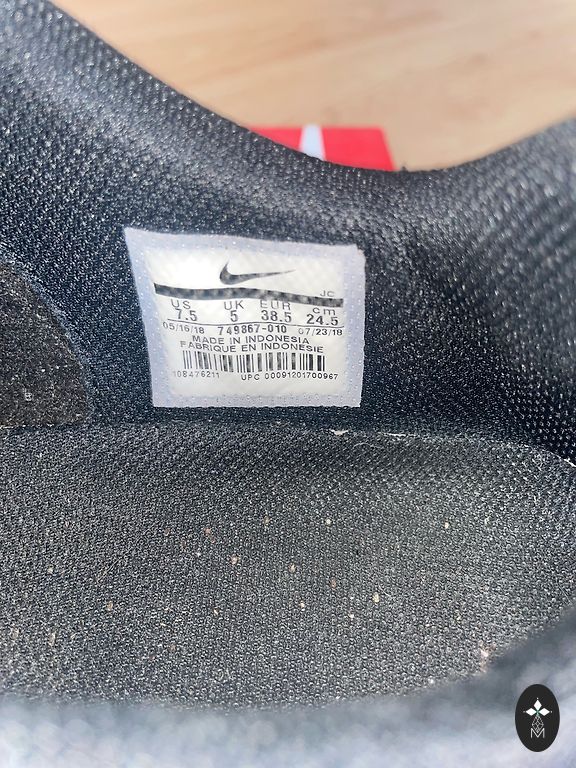 JC
US UK EUR cm
7.5 5 38.5 24.5
05/16/18 749867-010 07/23/18
MADE IN INDONESIA
FABRIQUE EN INDONESIE
108476211 UPC 00091201700967
M